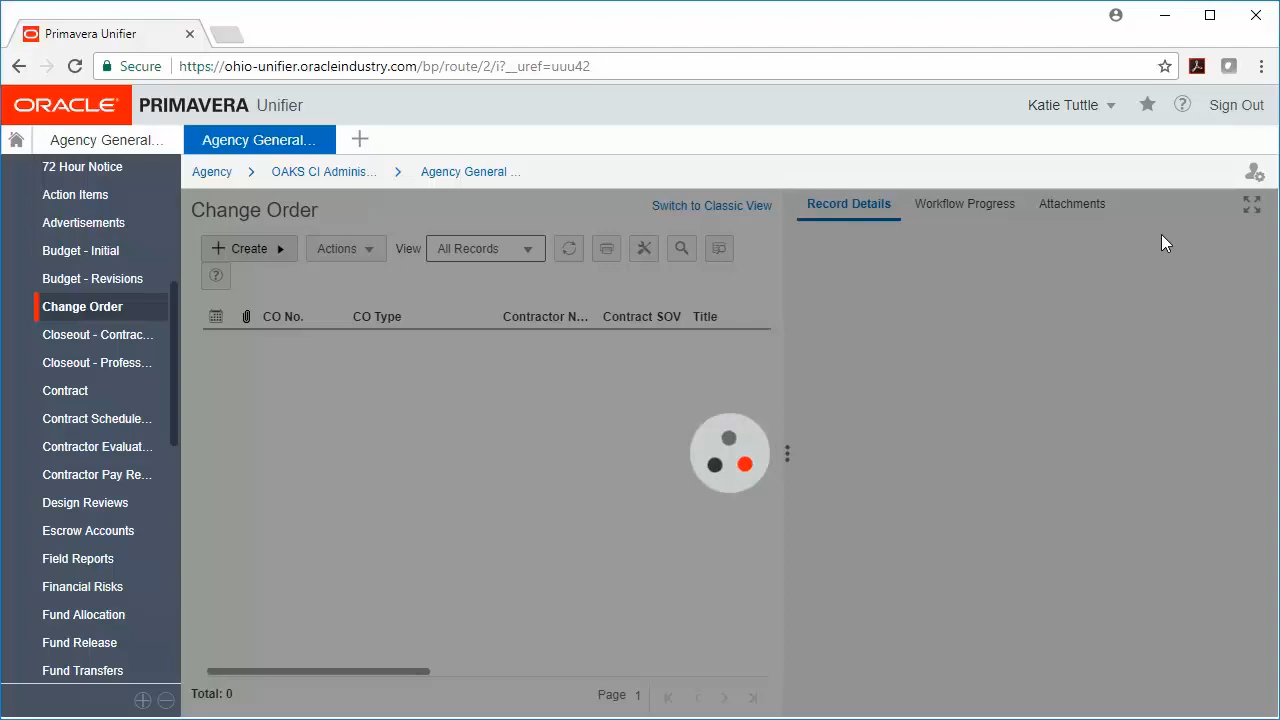 Primavera Unifier
Secure https://ohio-unifier.oracleindustry.com/bp/route/2/i?__uref=uuu42
ORACLE PRIMAVERA Unifier
Katie Tuttle
Sign Out
Agency General...
Agency General...
72 Hour Notice
Action Items
Advertisements
Budget - Initial
Budget - Revisions
Change Order
Closeout - Contrac...
Closeout - Profess...
Contract
Contract Schedule...
Contractor Evaluat...
Contractor Pay Re...
Design Reviews
Escrow Accounts
Field Reports
Financial Risks
Fund Allocation
Fund Release
Fund Transfers
Agency > OAKS CI Adminis... > Agency General ...
Change Order
Switch to Classic View
Create
Actions
View
All Records
CO No. CO Type Contractor N... Contract SOV Title
Total: 0
Page 1
Record Details
Workflow Progress
Attachments